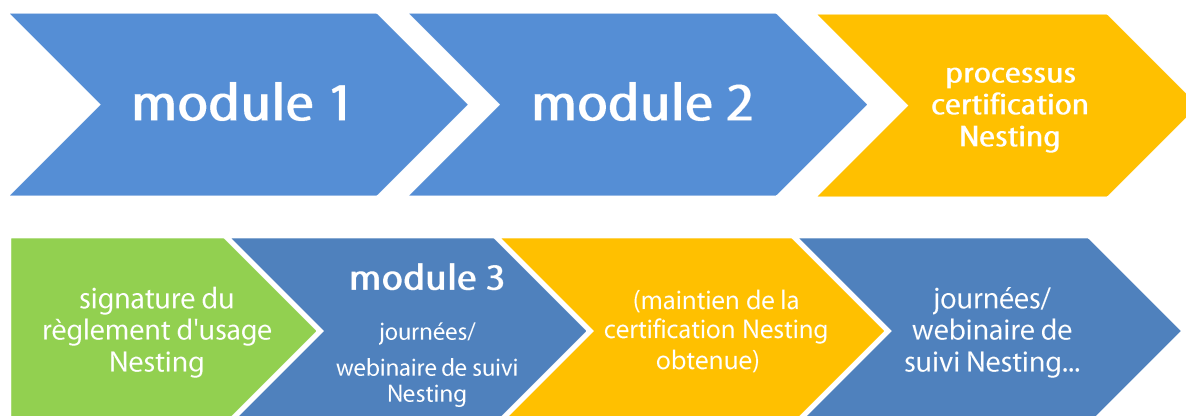 module 1
module 2
processus
certification
Nesting
signature du
règlement d'usage
Nesting
module 3
journées/
webinaire de suivi
Nesting
(maintien de la
certification Nesting
obtenue)
journées/
webinaire de
suivi Nesting...